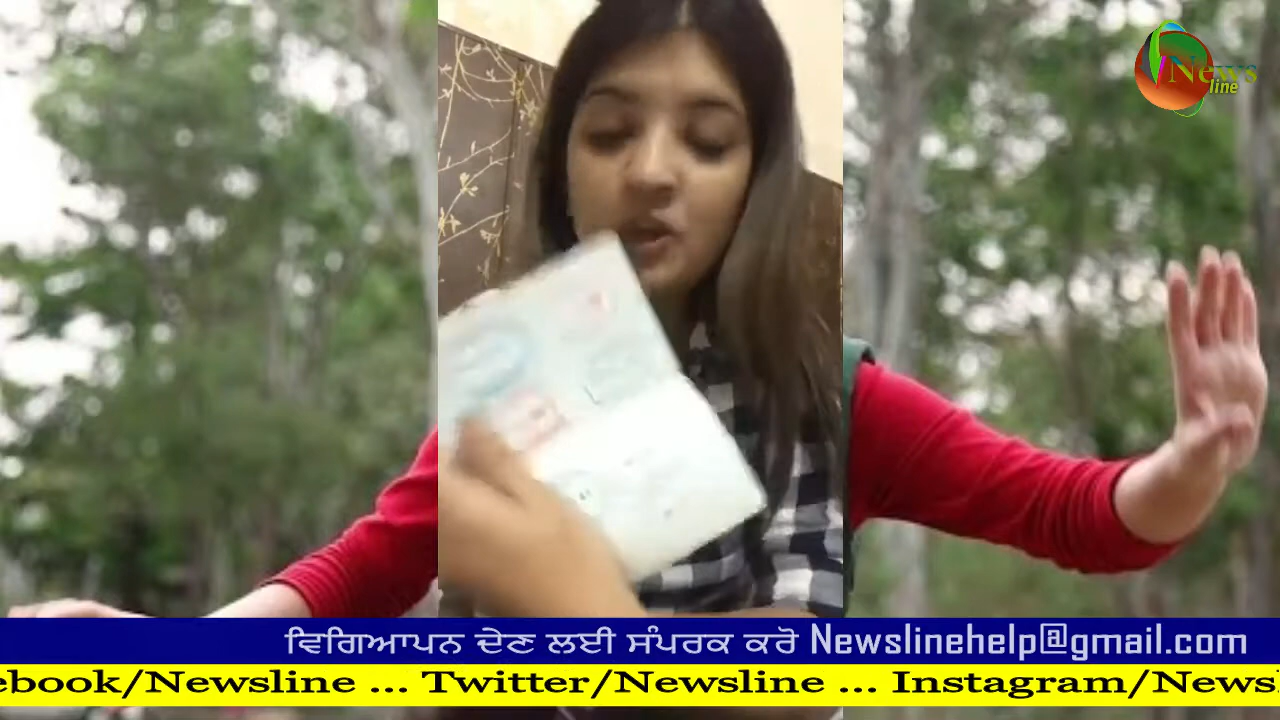 News
line
ਵਿਗਿਆਪਨ ਦੇਣ ਲਈ ਸੰਪਰਕ ਕਰੋ Newslinehelp@gmail.com
ebook/Newsline ... Twitter/Newsline ... Instagram/News